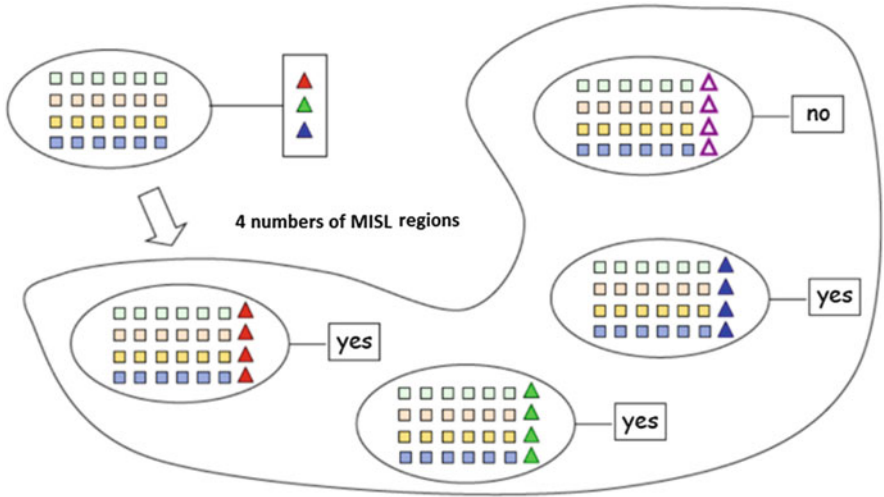 no
4 numbers of MISL regions
yes
yes
yes